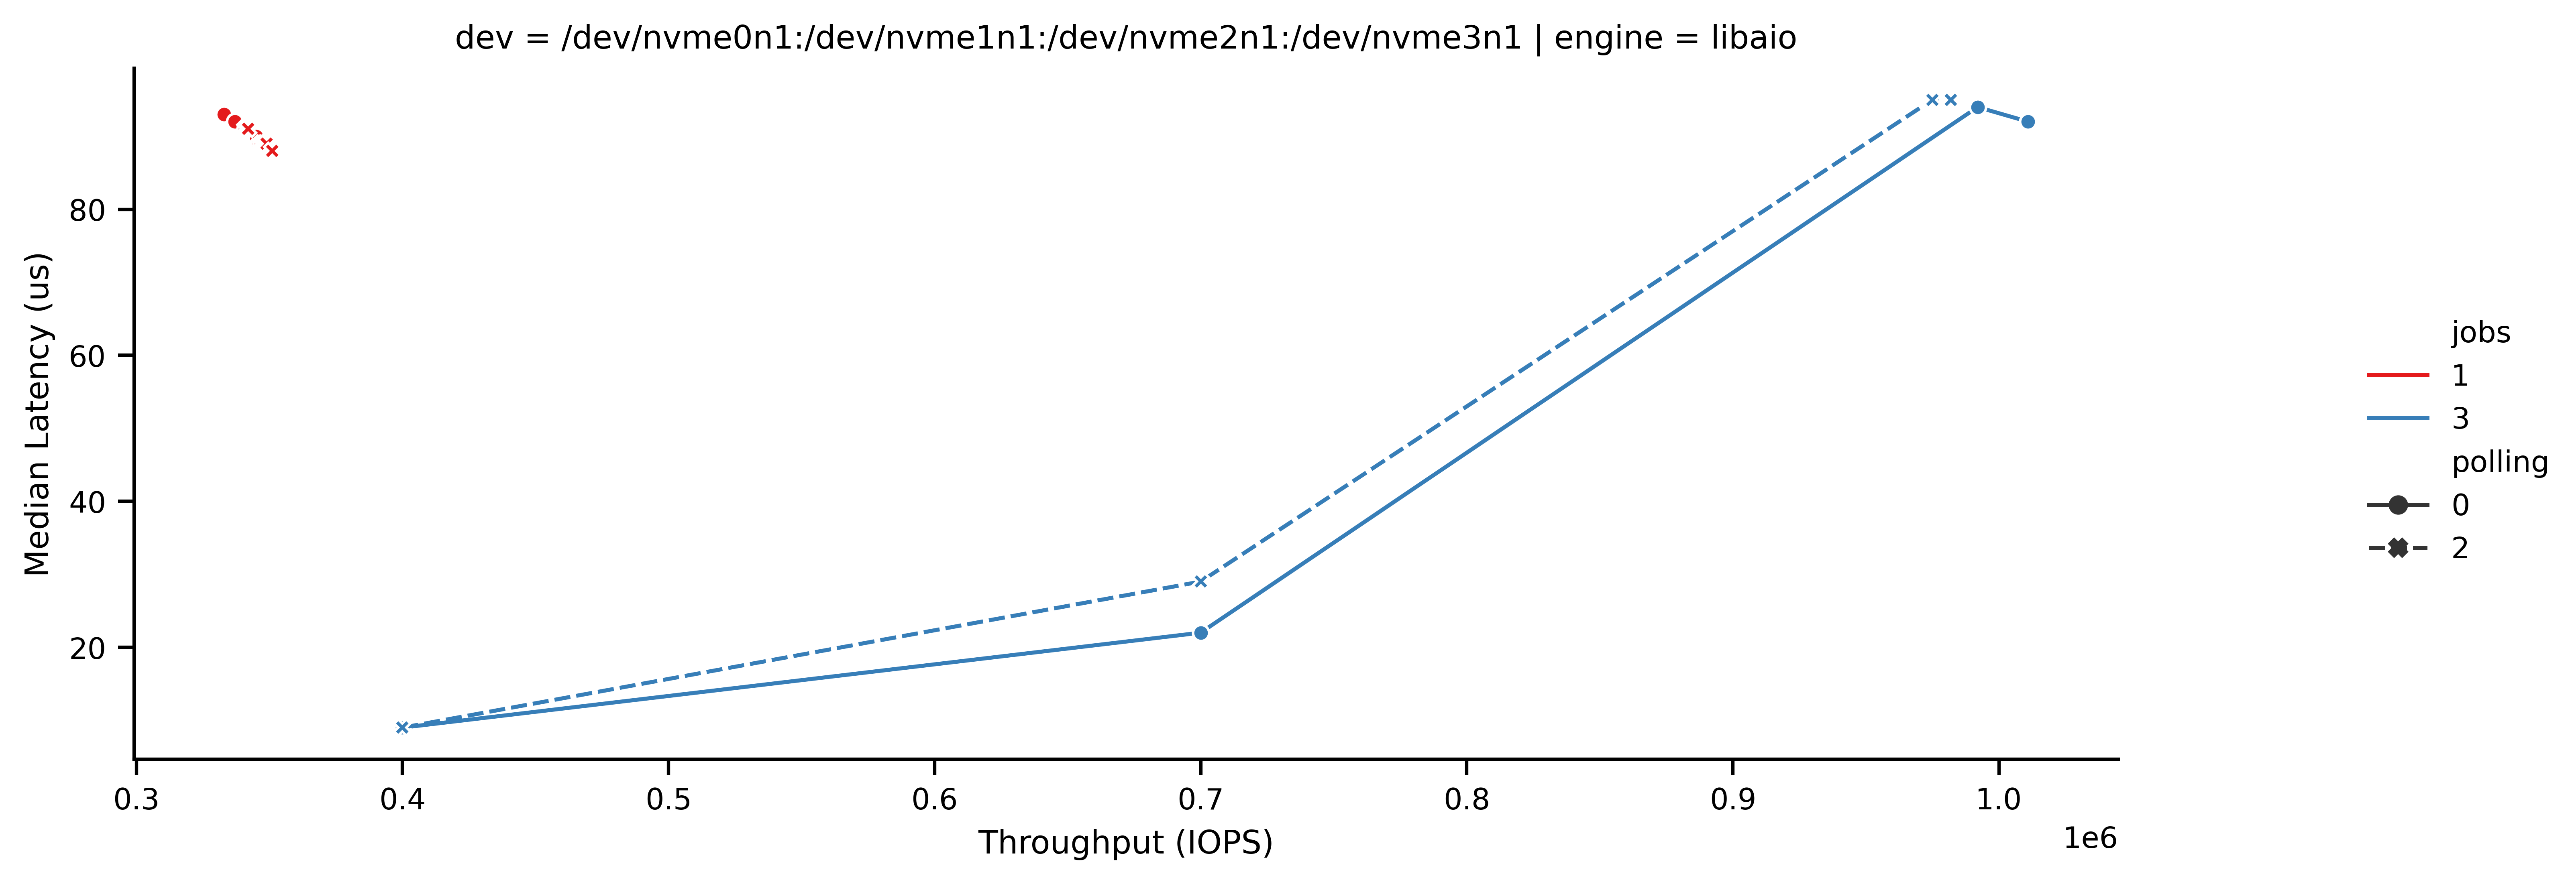 dev = /dev/nvme0n1:/dev/nvme1n1:/dev/nvme2n1:/dev/nvme3n1 | engine = libaio
Median Latency (us)
80
60
40
20
0.3 0.4 0.5 0.6 0.7 0.8 0.9 1.0
1e6
Throughput (IOPS)
jobs
1
3
polling
0
2